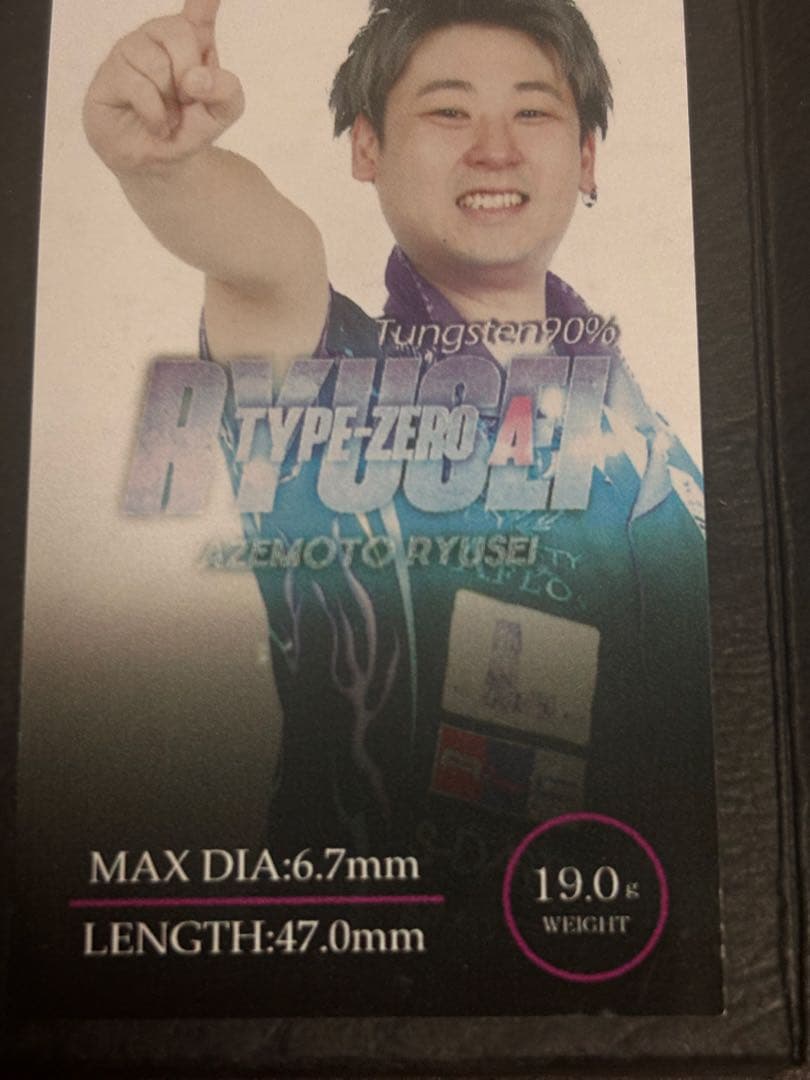 Tungsten90%
RYUSEI
TYPE-ZERO A
AZEMOTO RYUSEI
MAX DIA:6.7mm
LENGTH:47.0mm
19.0g
WEIGHT